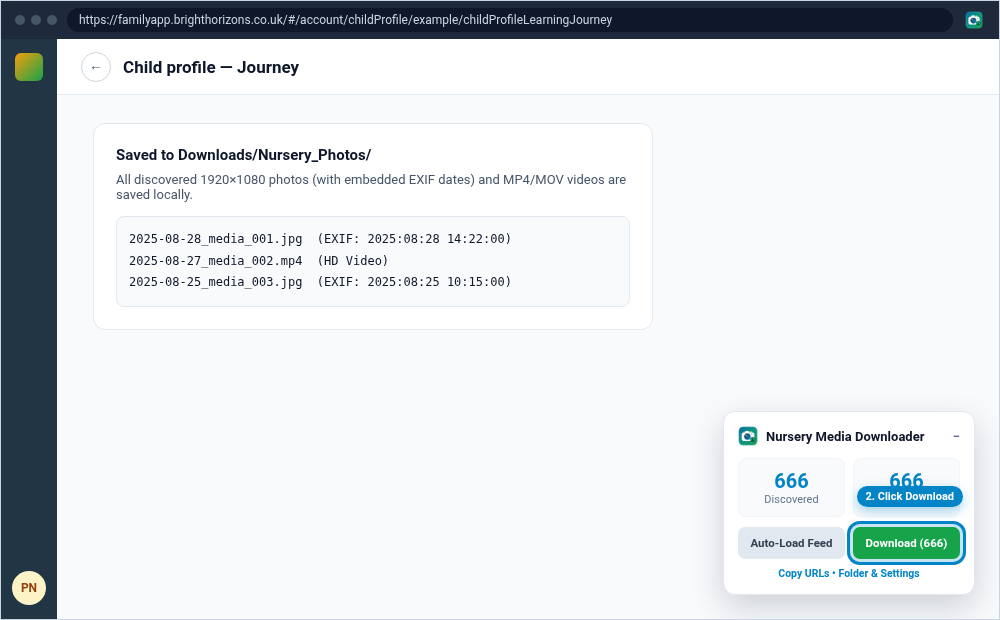 https://familyapp.brighthorizons.co.uk/#/account/childProfile/example/childProfileLearningJourney
← Child profile — Journey
Saved to Downloads/Nursery_Photos/
All discovered 1920×1080 photos (with embedded EXIF dates) and MP4/MOV videos are
saved locally.
2025-08-28_media_001.jpg (EXIF: 2025:08:28 14:22:00)
2025-08-27_media_002.mp4 (HD Video)
2025-08-25_media_003.jpg (EXIF: 2025:08:25 10:15:00)
Nursery Media Downloader −
666
Discovered
666
2. Click Download
Auto-Load Feed
Download (666)
Copy URLs • Folder & Settings
PN